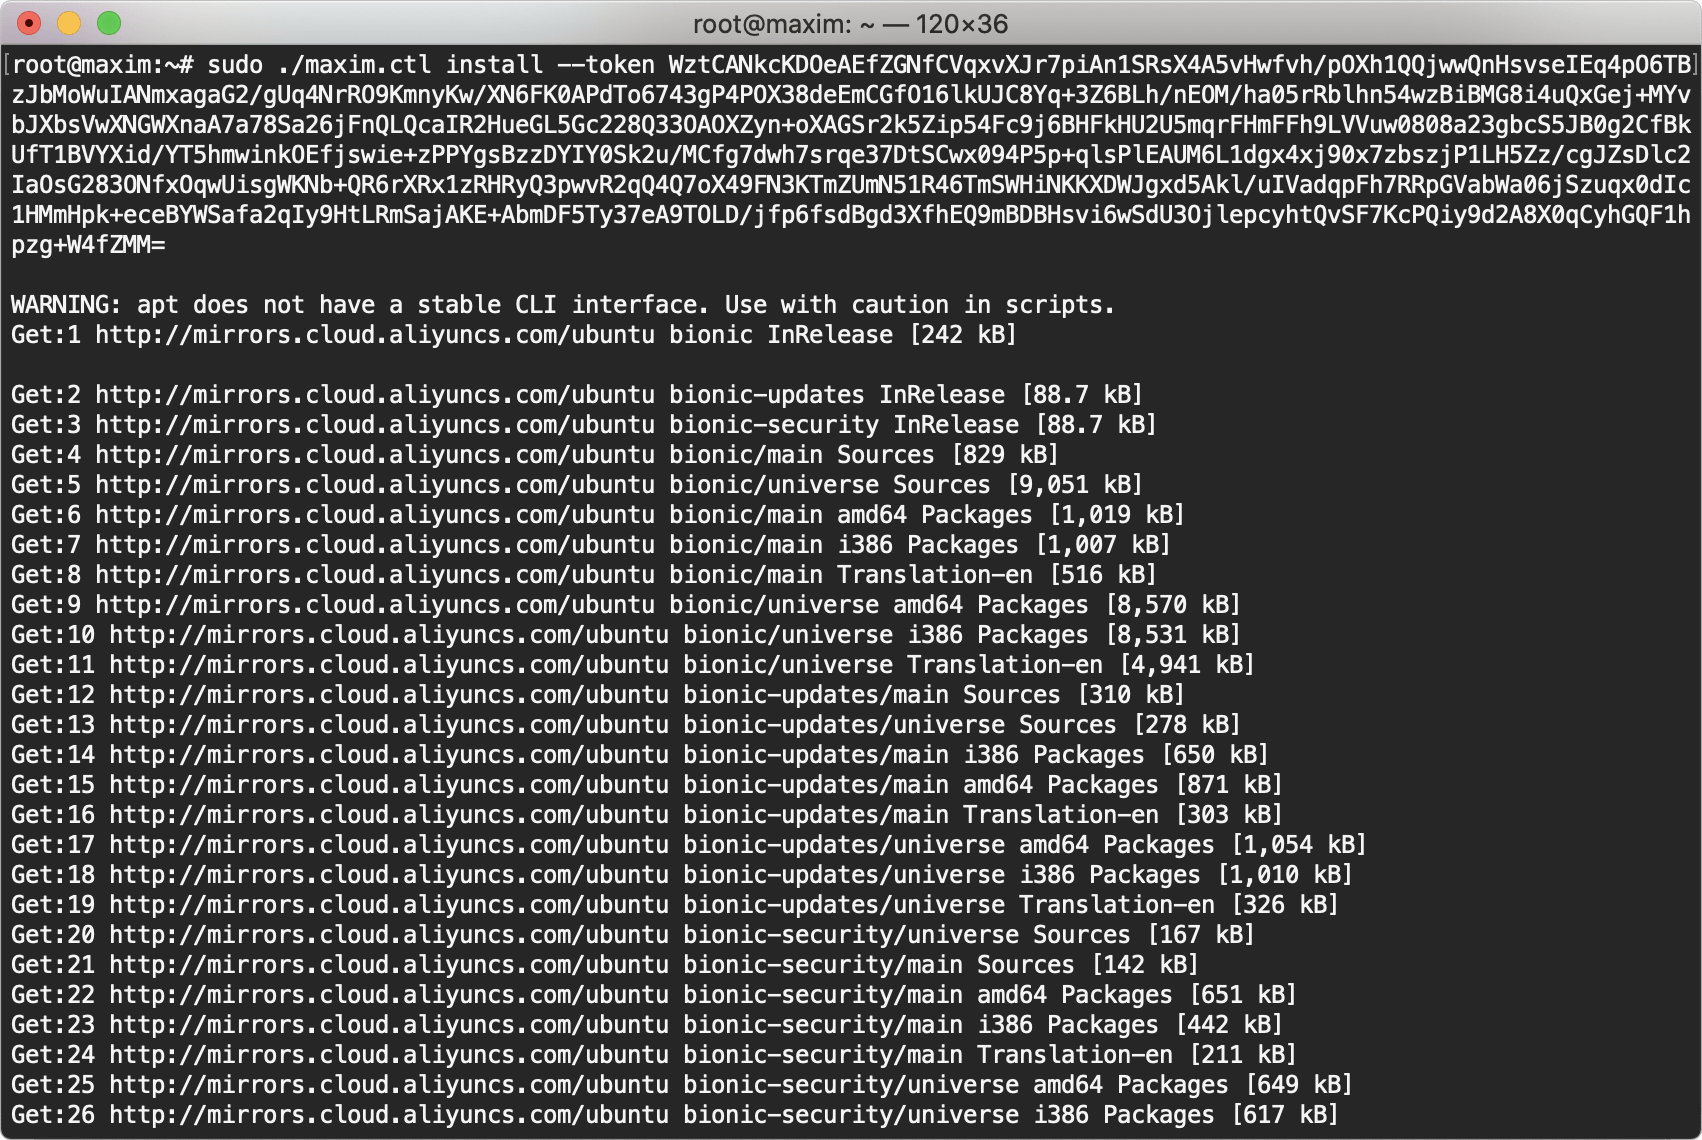 root@maxim: ~ — 120×36
[root@maxim:~# sudo ./maxim.ctl install --token WztCANkcKDOeAEfZGNfCVqxvXJr7piAn1SRsX4A5vHwfvh/pOXh1QQjwwQnHsvseIEq4pO6TB]
zJbMoWuIANmxagaG2/gUq4NrRO9KmnyKw/XN6FK0APdTo6743gP4POX38deEmCGfO16lkUJC8Yq+3Z6BLh/nEOM/ha05rRblhn54wzBiBMG8i4uQxGej+MYv
bJXbsVwXNGWXnaA7a78Sa26jFnQLQcaIR2HueGL5Gc228Q33OAOXZyn+oXAGSr2k5Zip54Fc9j6BHFkHU2U5mqrFHmFFh9LVVuw0808a23gbcS5JB0g2CfBk
UfT1BVYXid/YT5hmwinkOEfjswie+zPPYgsBzzDYIY0Sk2u/MCfg7dwh7srqe37DtSCwx094P5p+qlsPlEAUM6L1dgx4xj90x7zbszjP1LH5Zz/cgJZsDlc2
IaOsG283ONfxOqwUisgWKNb+QR6rXRx1zRHRyQ3pwvR2qQ4Q7oX49FN3KTmZUmN51R46TmSWHiNKKXDWJgxd5Akl/uIVadqpFh7RRpGVabWa06jSzuqx0dIc
1HMmHpk+eceBYWSafa2qIy9HtLRmSajAKE+AbmDF5Ty37eA9TOLD/jfp6fsdBgd3XfhEQ9mBDBHsvi6wSdU3OjlepcyhtQvSF7KcPQiy9d2A8X0qCyhGQF1h
pzg+W4fZMM=
WARNING: apt does not have a stable CLI interface. Use with caution in scripts.
Get:1 http://mirrors.cloud.aliyuncs.com/ubuntu bionic InRelease [242 kB]
Get:2 http://mirrors.cloud.aliyuncs.com/ubuntu bionic-updates InRelease [88.7 kB]
Get:3 http://mirrors.cloud.aliyuncs.com/ubuntu bionic-security InRelease [88.7 kB]
Get:4 http://mirrors.cloud.aliyuncs.com/ubuntu bionic/main Sources [829 kB]
Get:5 http://mirrors.cloud.aliyuncs.com/ubuntu bionic/universe Sources [9,051 kB]
Get:6 http://mirrors.cloud.aliyuncs.com/ubuntu bionic/main amd64 Packages [1,019 kB]
Get:7 http://mirrors.cloud.aliyuncs.com/ubuntu bionic/main i386 Packages [1,007 kB]
Get:8 http://mirrors.cloud.aliyuncs.com/ubuntu bionic/main Translation-en [516 kB]
Get:9 http://mirrors.cloud.aliyuncs.com/ubuntu bionic/universe amd64 Packages [8,570 kB]
Get:10 http://mirrors.cloud.aliyuncs.com/ubuntu bionic/universe i386 Packages [8,531 kB]
Get:11 http://mirrors.cloud.aliyuncs.com/ubuntu bionic/universe Translation-en [4,941 kB]
Get:12 http://mirrors.cloud.aliyuncs.com/ubuntu bionic-updates/main Sources [310 kB]
Get:13 http://mirrors.cloud.aliyuncs.com/ubuntu bionic-updates/universe Sources [278 kB]
Get:14 http://mirrors.cloud.aliyuncs.com/ubuntu bionic-updates/main i386 Packages [650 kB]
Get:15 http://mirrors.cloud.aliyuncs.com/ubuntu bionic-updates/main amd64 Packages [871 kB]
Get:16 http://mirrors.cloud.aliyuncs.com/ubuntu bionic-updates/main Translation-en [303 kB]
Get:17 http://mirrors.cloud.aliyuncs.com/ubuntu bionic-updates/universe amd64 Packages [1,054 kB]
Get:18 http://mirrors.cloud.aliyuncs.com/ubuntu bionic-updates/universe i386 Packages [1,010 kB]
Get:19 http://mirrors.cloud.aliyuncs.com/ubuntu bionic-updates/universe Translation-en [326 kB]
Get:20 http://mirrors.cloud.aliyuncs.com/ubuntu bionic-security/universe Sources [167 kB]
Get:21 http://mirrors.cloud.aliyuncs.com/ubuntu bionic-security/main Sources [142 kB]
Get:22 http://mirrors.cloud.aliyuncs.com/ubuntu bionic-security/main amd64 Packages [651 kB]
Get:23 http://mirrors.cloud.aliyuncs.com/ubuntu bionic-security/main i386 Packages [442 kB]
Get:24 http://mirrors.cloud.aliyuncs.com/ubuntu bionic-security/main Translation-en [211 kB]
Get:25 http://mirrors.cloud.aliyuncs.com/ubuntu bionic-security/universe amd64 Packages [649 kB]
Get:26 http://mirrors.cloud.aliyuncs.com/ubuntu bionic-security/universe i386 Packages [617 kB]